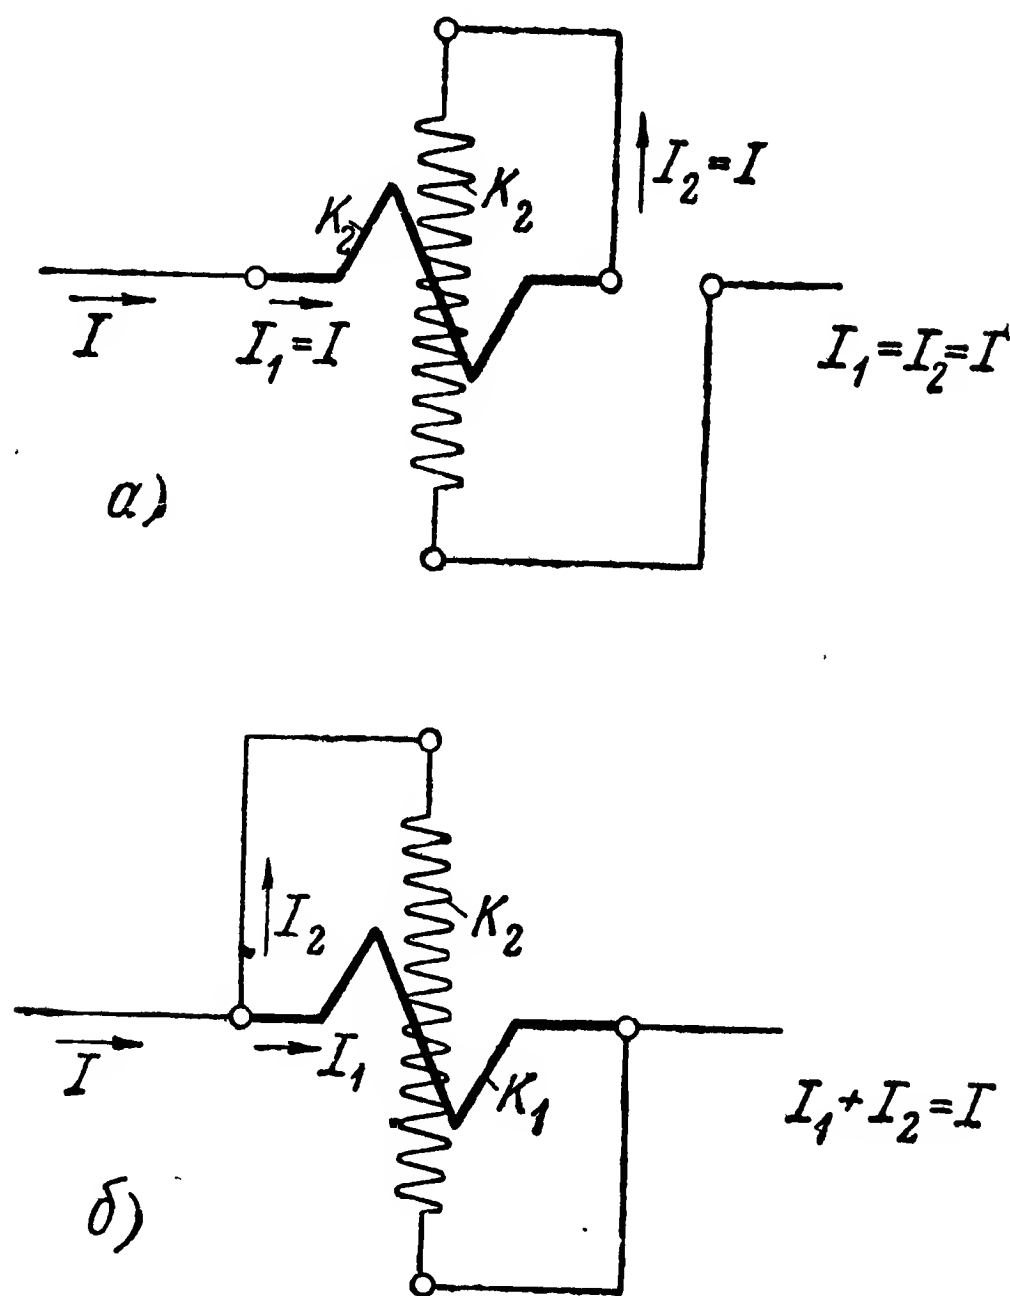 I₂=I
K₂
K₂
I
I₁=I
I₁=I₂=I
а)
I₂
K₂
I
I₁
K₁
I₁+I₂=I
б)